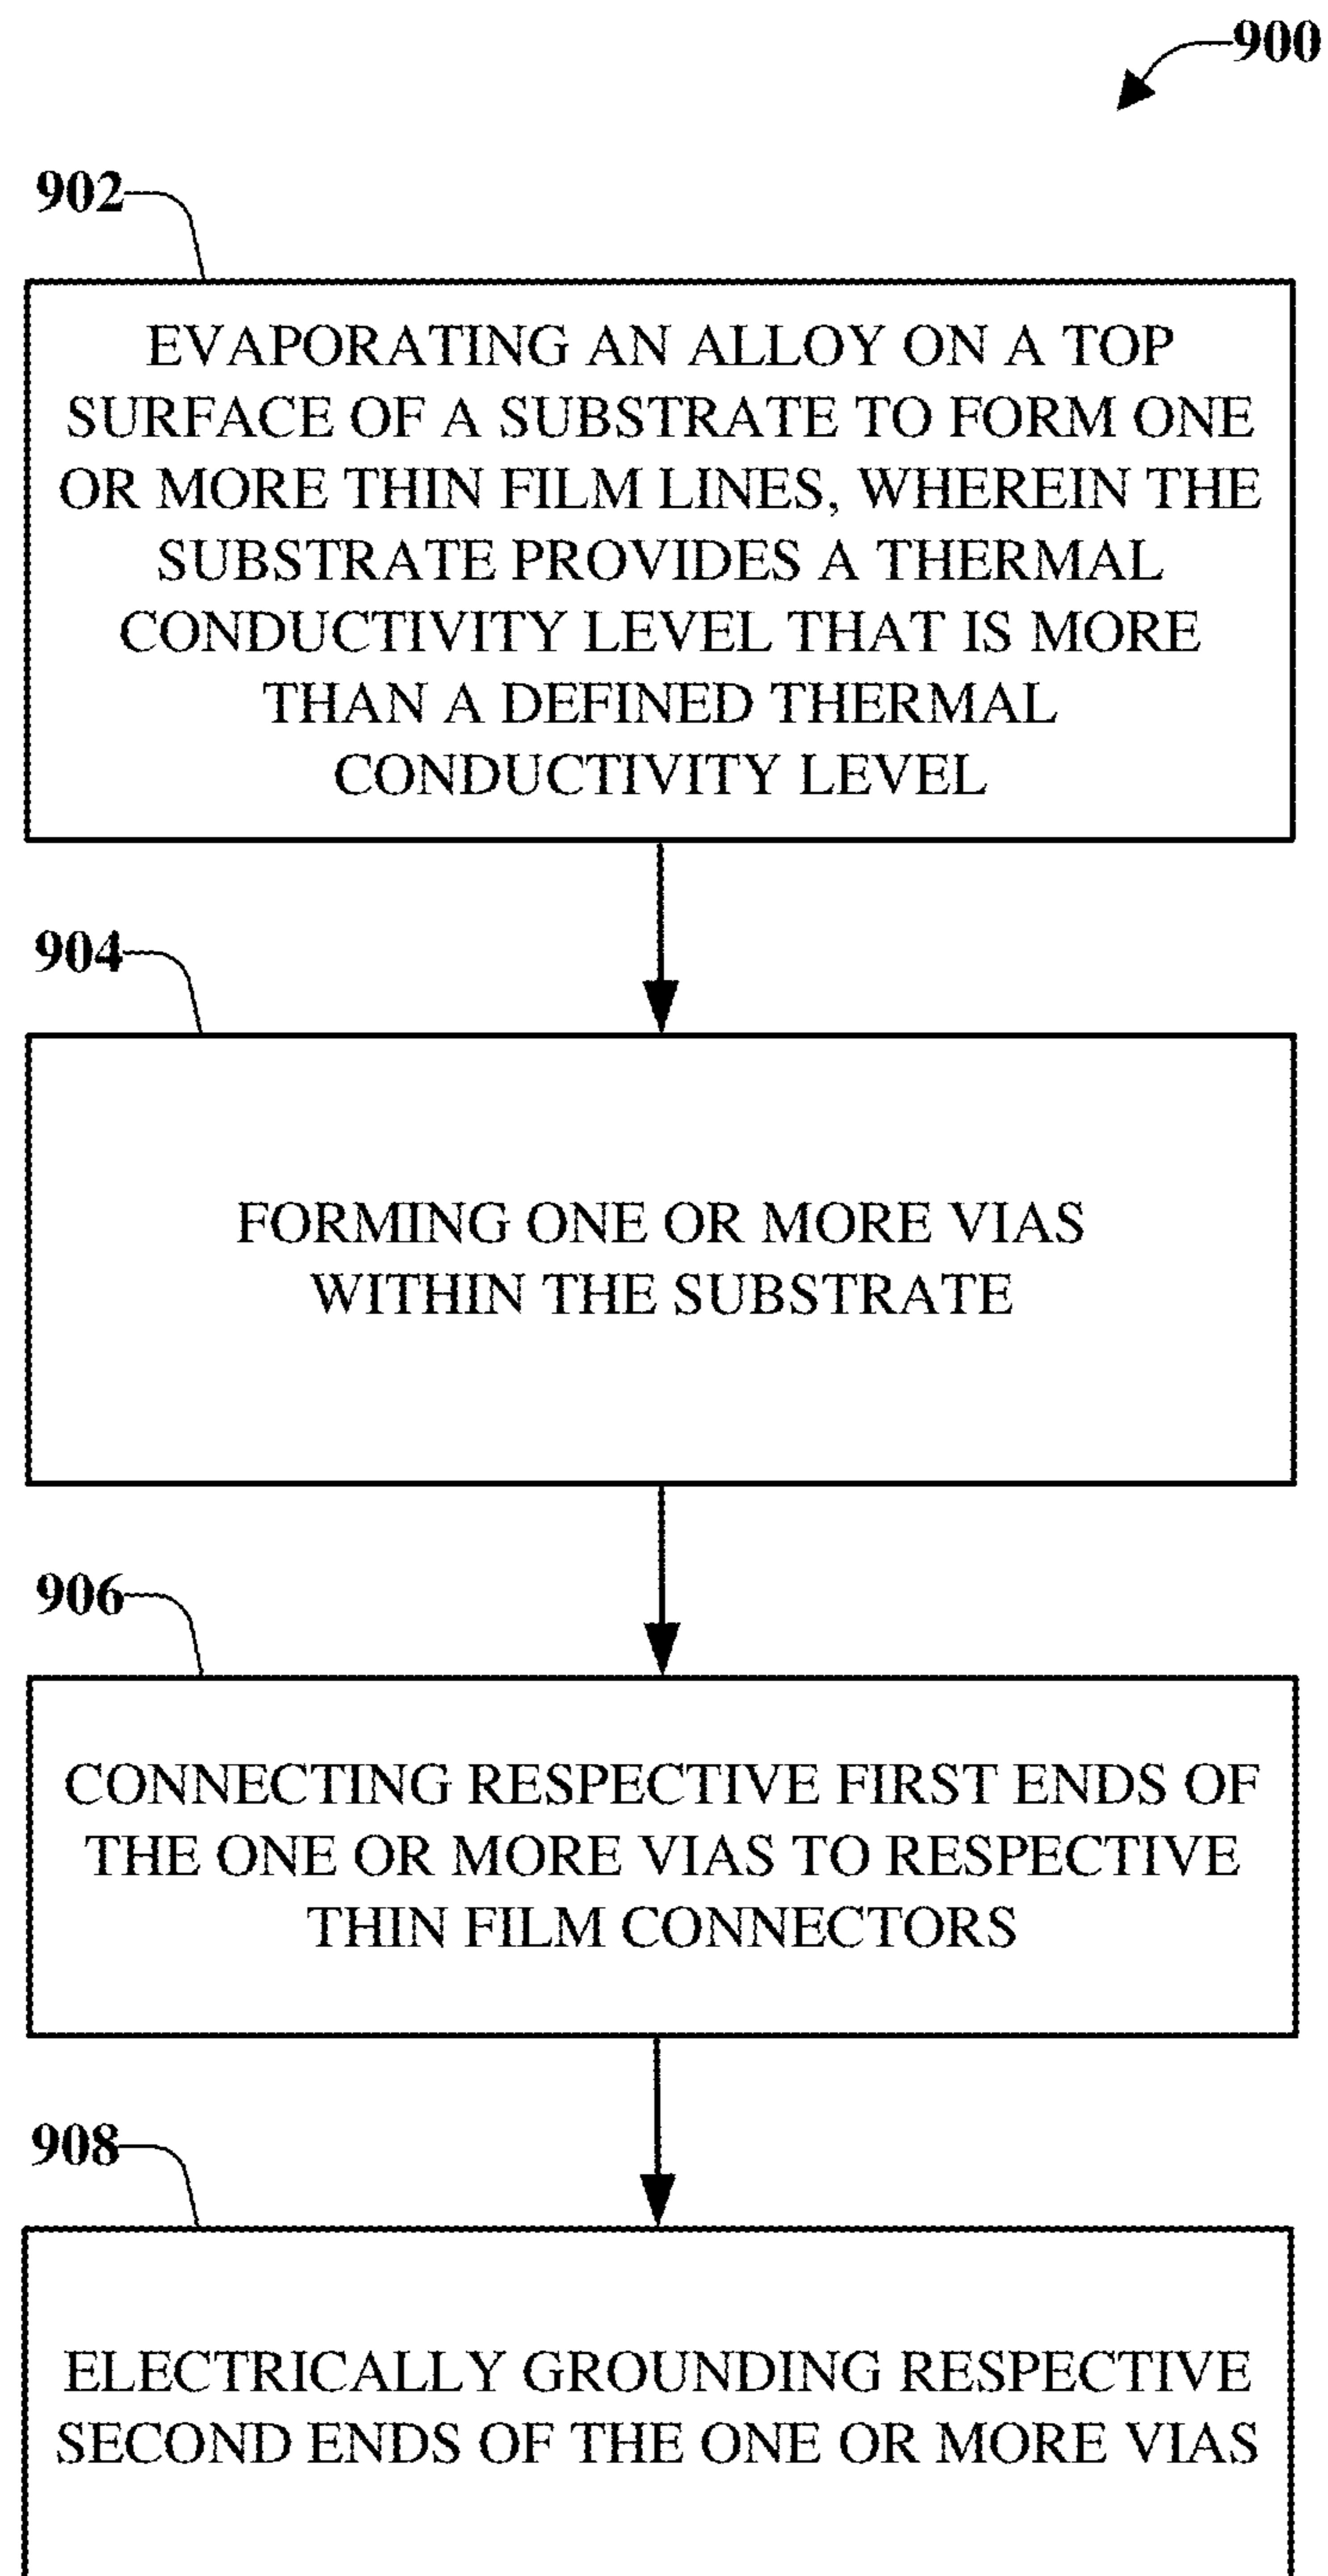 900
902
EVAPORATING AN ALLOY ON A TOP
SURFACE OF A SUBSTRATE TO FORM ONE
OR MORE THIN FILM LINES, WHEREIN THE
SUBSTRATE PROVIDES A THERMAL
CONDUCTIVITY LEVEL THAT IS MORE
THAN A DEFINED THERMAL
CONDUCTIVITY LEVEL
904
FORMING ONE OR MORE VIAS
WITHIN THE SUBSTRATE
906
CONNECTING RESPECTIVE FIRST ENDS OF
THE ONE OR MORE VIAS TO RESPECTIVE
THIN FILM CONNECTORS
908
ELECTRICALLY GROUNDING RESPECTIVE
SECOND ENDS OF THE ONE OR MORE VIAS